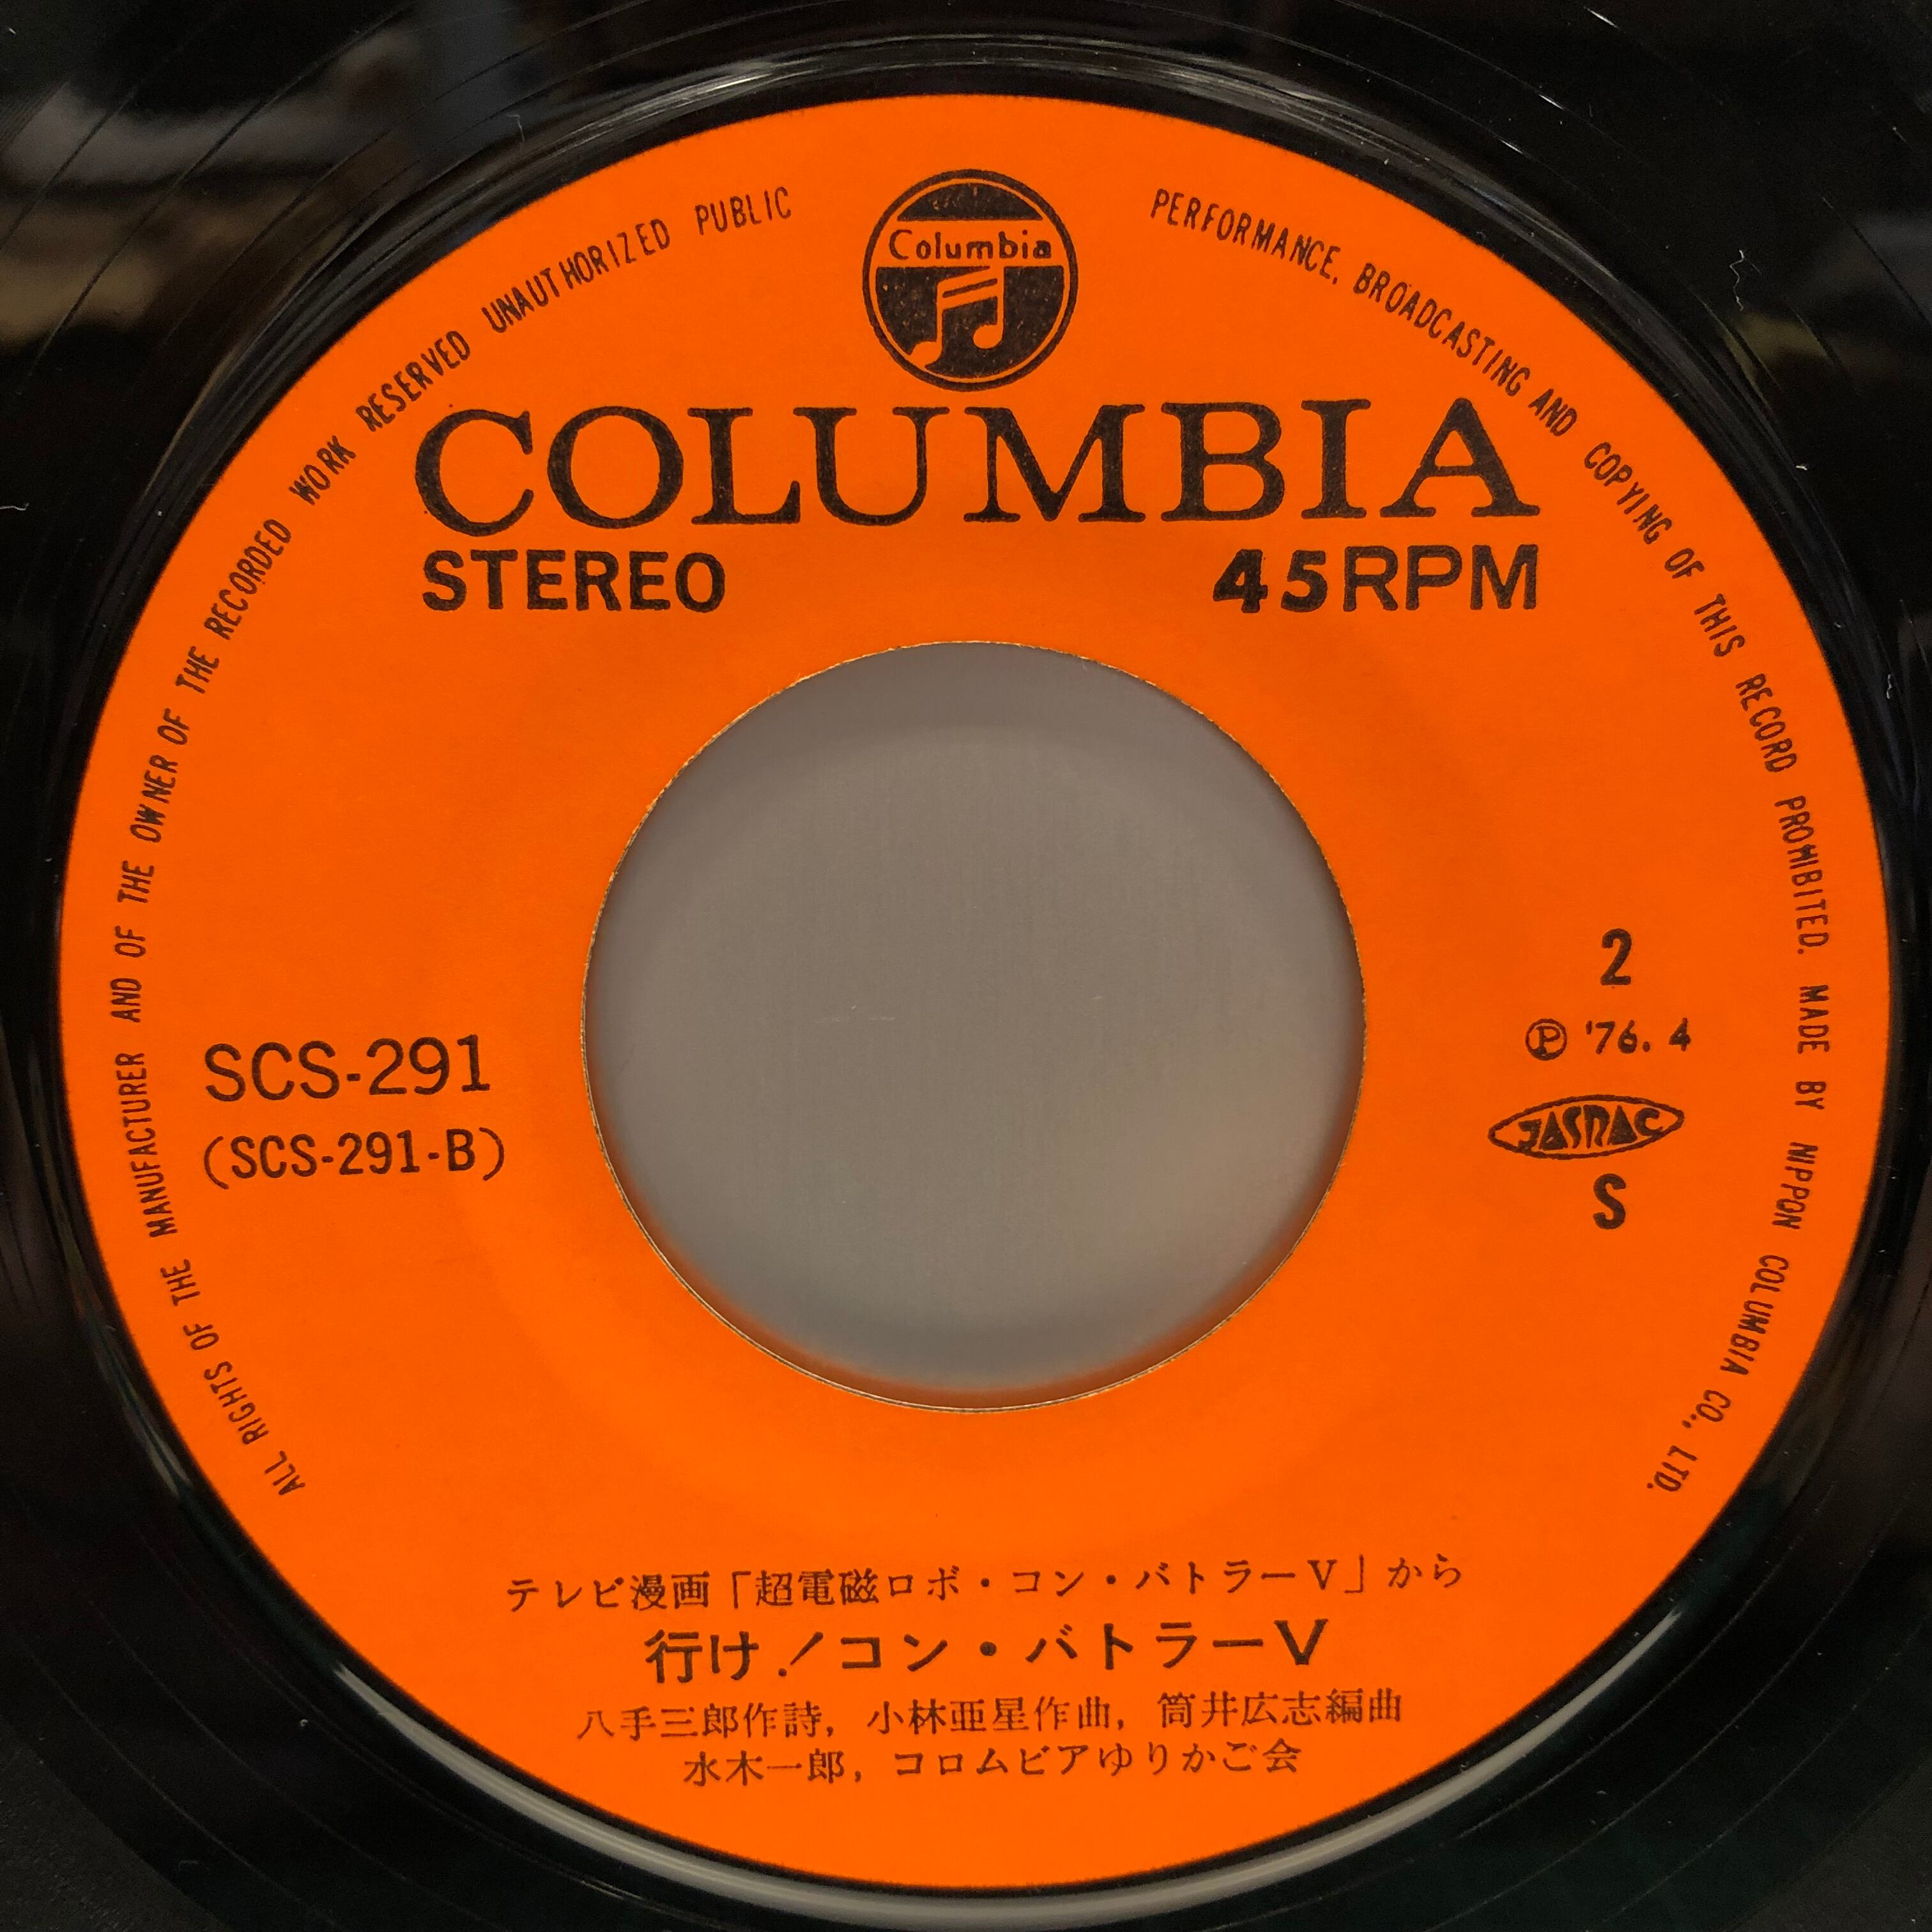 ALL RIGHTS OF THE MANUFACTURER AND OF THE OWNER OF THE RECORDED WORK RESERVED UNAUTHORIZED PUBLIC PERFORMANCE, BROADCASTING AND COPYING OF THIS RECORD PROHIBITED. MADE BY NIPPON COLUMBIA CO., LTD.
Columbia
COLUMBIA
STEREO 45RPM
2
SCS-291
Ⓟ '76. 4
(SCS-291-B)
JASRAC
S
テレビ漫画「超電磁ロボ・コン・バトラーV」から
行け!コン・バトラーV
八手三郎作詩, 小林亜星作曲, 筒井広志編曲
水木一郎, コロムビアゆりかご会